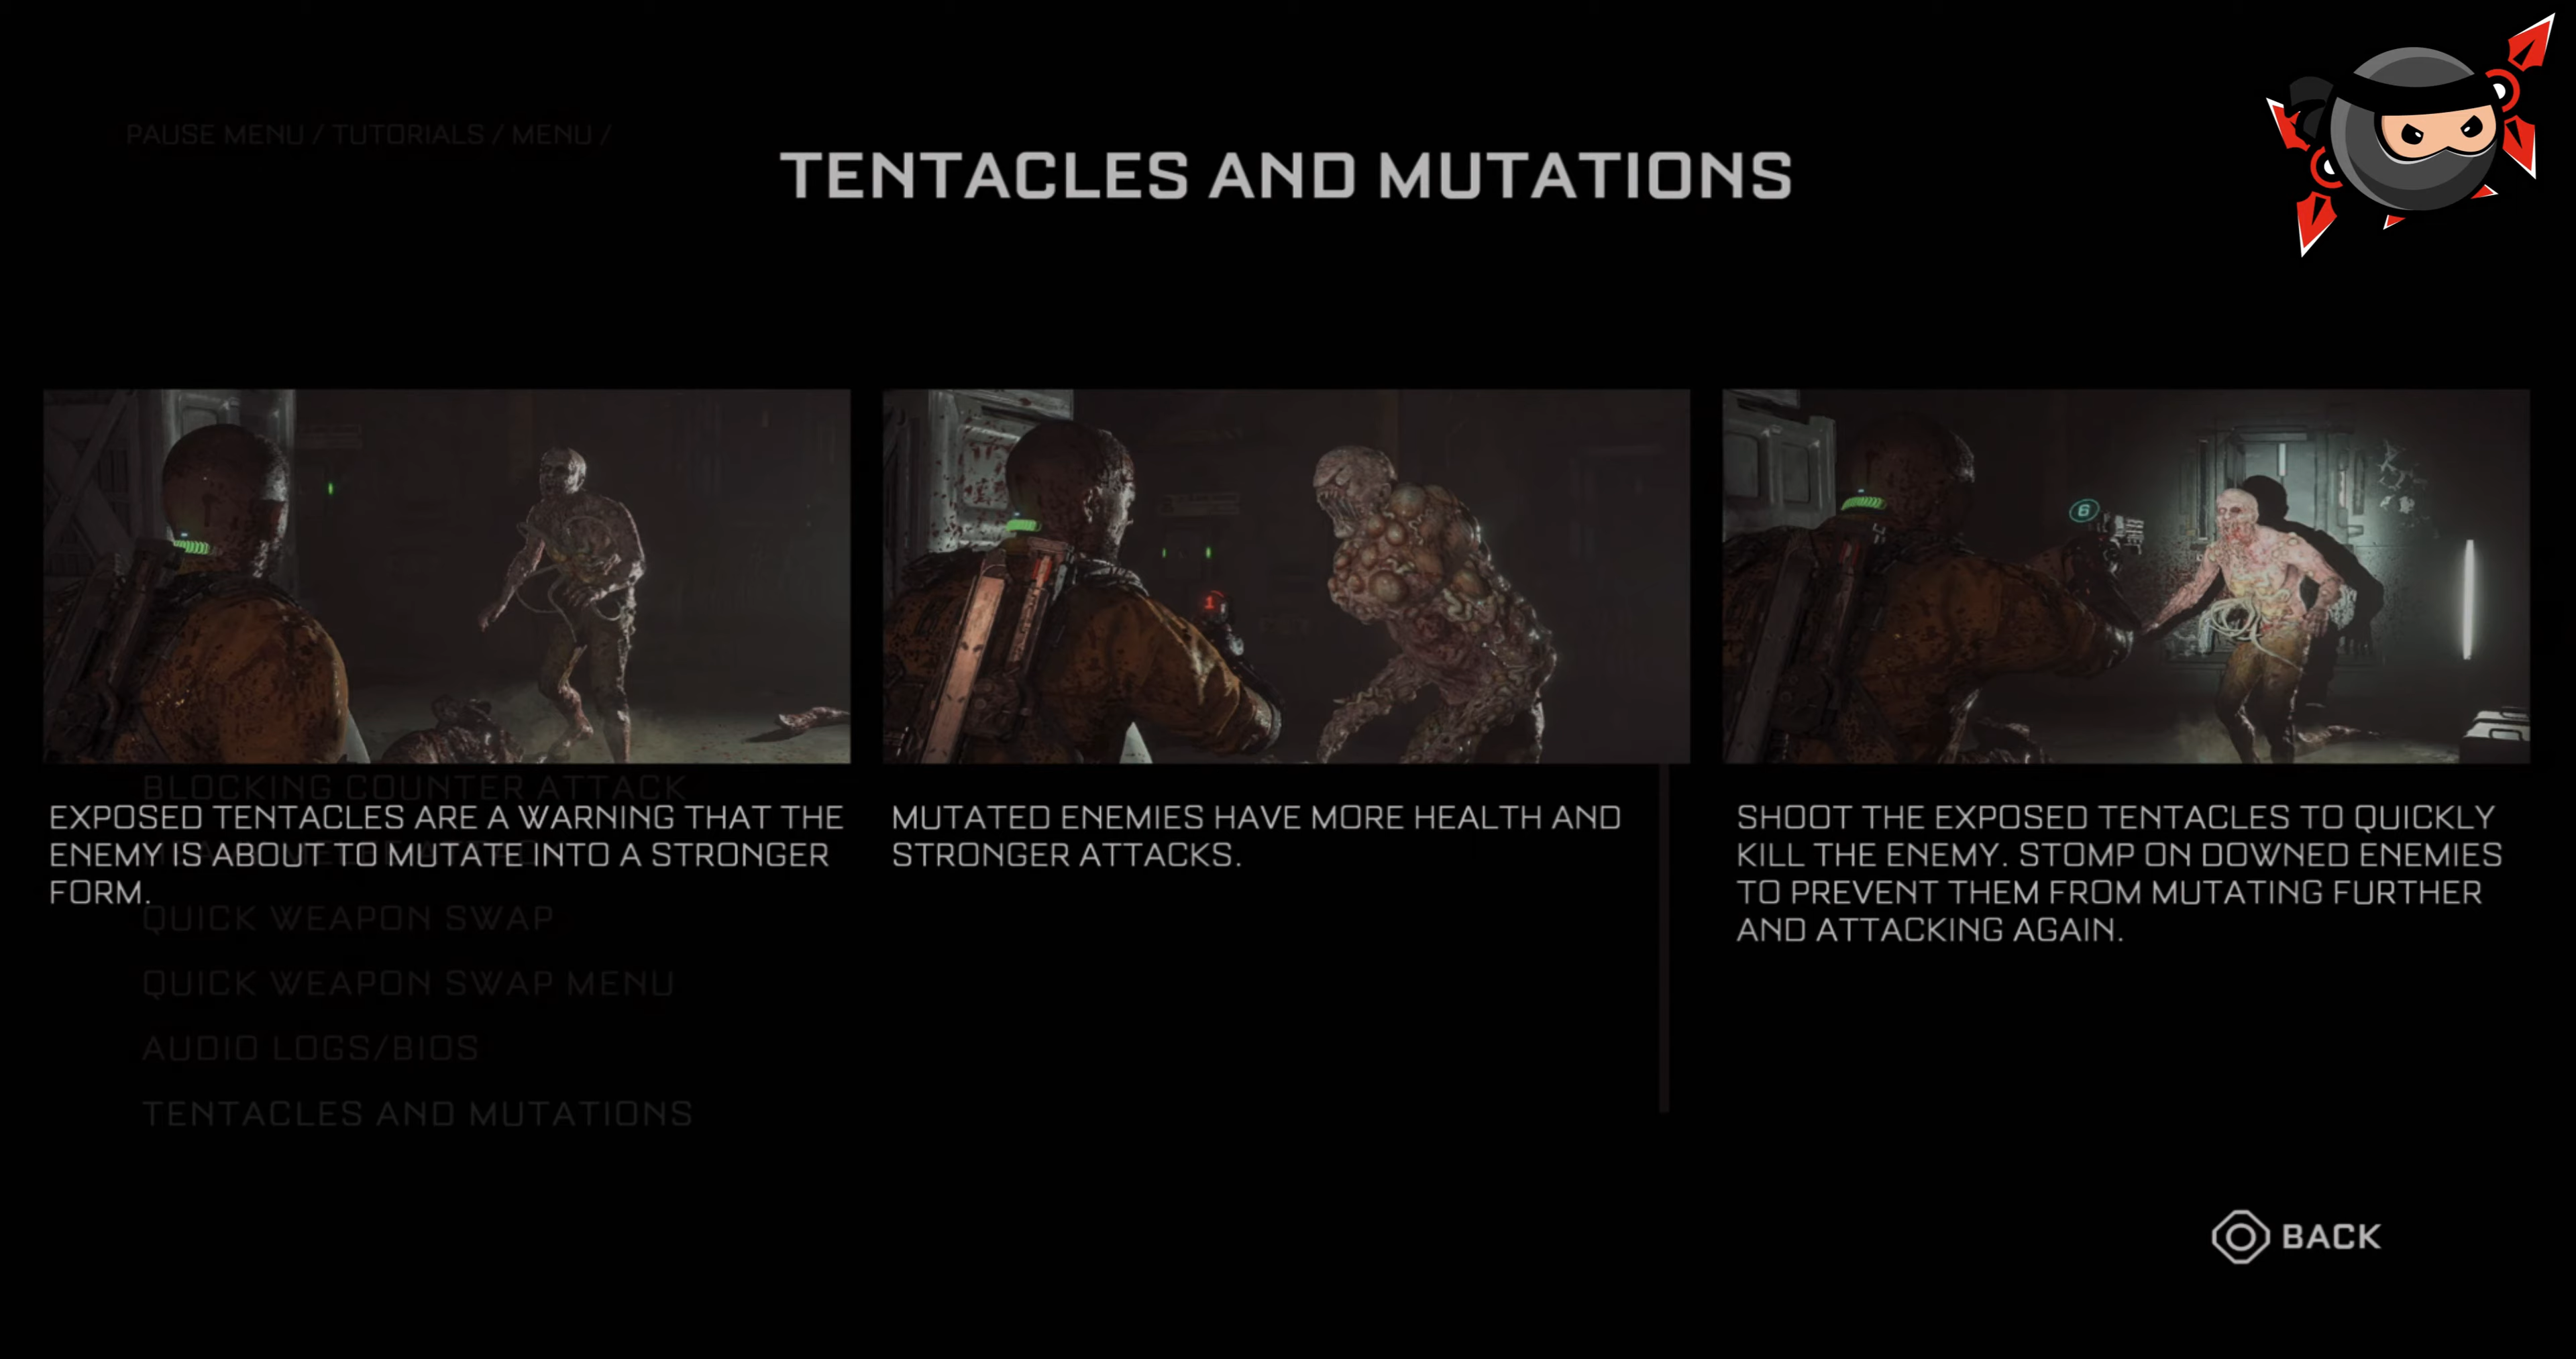 PAUSE MENU / TUTORIALS / MENU /
TENTACLES AND MUTATIONS
6
1
BLOCKING COUNTER ATTACK
EXPOSED TENTACLES ARE A WARNING THAT THE
ENEMY IS ABOUT TO MUTATE INTO A STRONGER
FORM.
MUTATED ENEMIES HAVE MORE HEALTH AND
STRONGER ATTACKS.
SHOOT THE EXPOSED TENTACLES TO QUICKLY
KILL THE ENEMY. STOMP ON DOWNED ENEMIES
TO PREVENT THEM FROM MUTATING FURTHER
AND ATTACKING AGAIN.
QUICK WEAPON SWAP
QUICK WEAPON SWAP MENU
AUDIO LOGS/BIOS
TENTACLES AND MUTATIONS
BACK